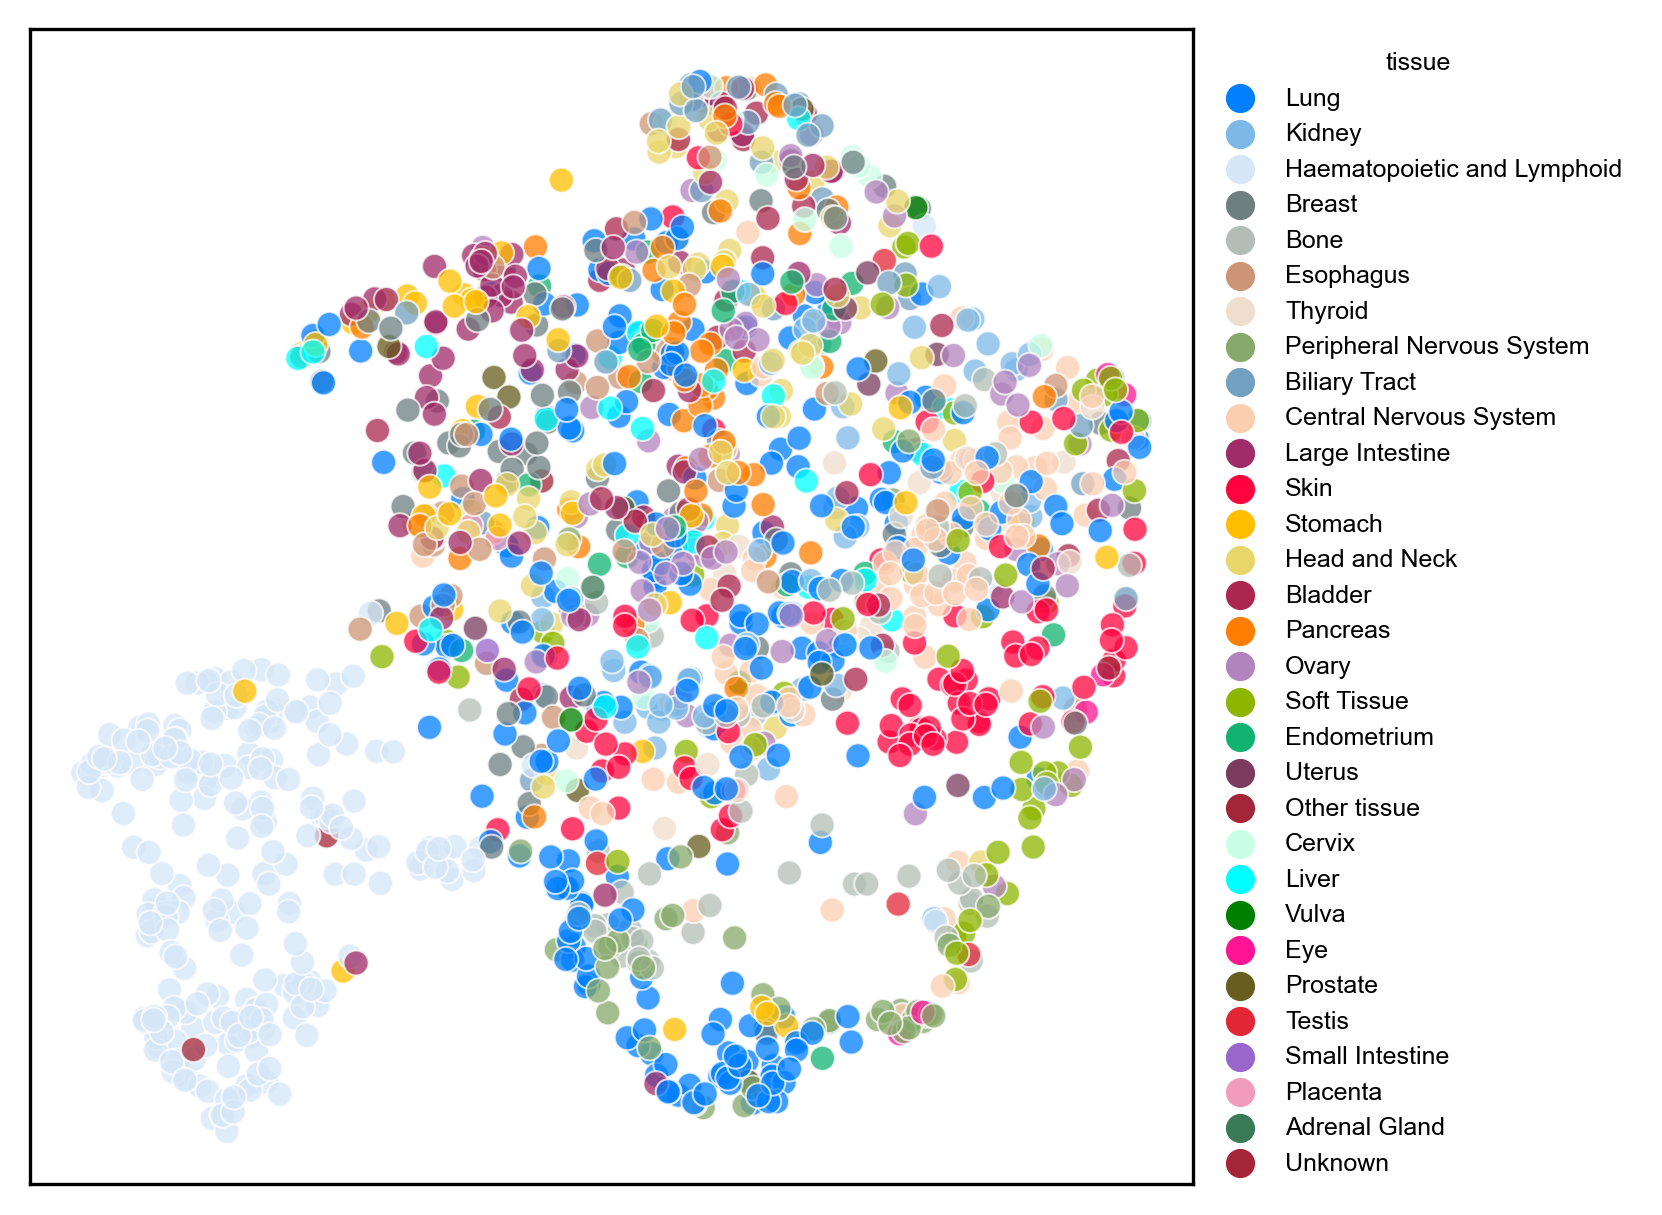 tissue
Lung
Kidney
Haematopoietic and Lymphoid
Breast
Bone
Esophagus
Thyroid
Peripheral Nervous System
Biliary Tract
Central Nervous System
Large Intestine
Skin
Stomach
Head and Neck
Bladder
Pancreas
Ovary
Soft Tissue
Endometrium
Uterus
Other tissue
Cervix
Liver
Vulva
Eye
Prostate
Testis
Small Intestine
Placenta
Adrenal Gland
Unknown